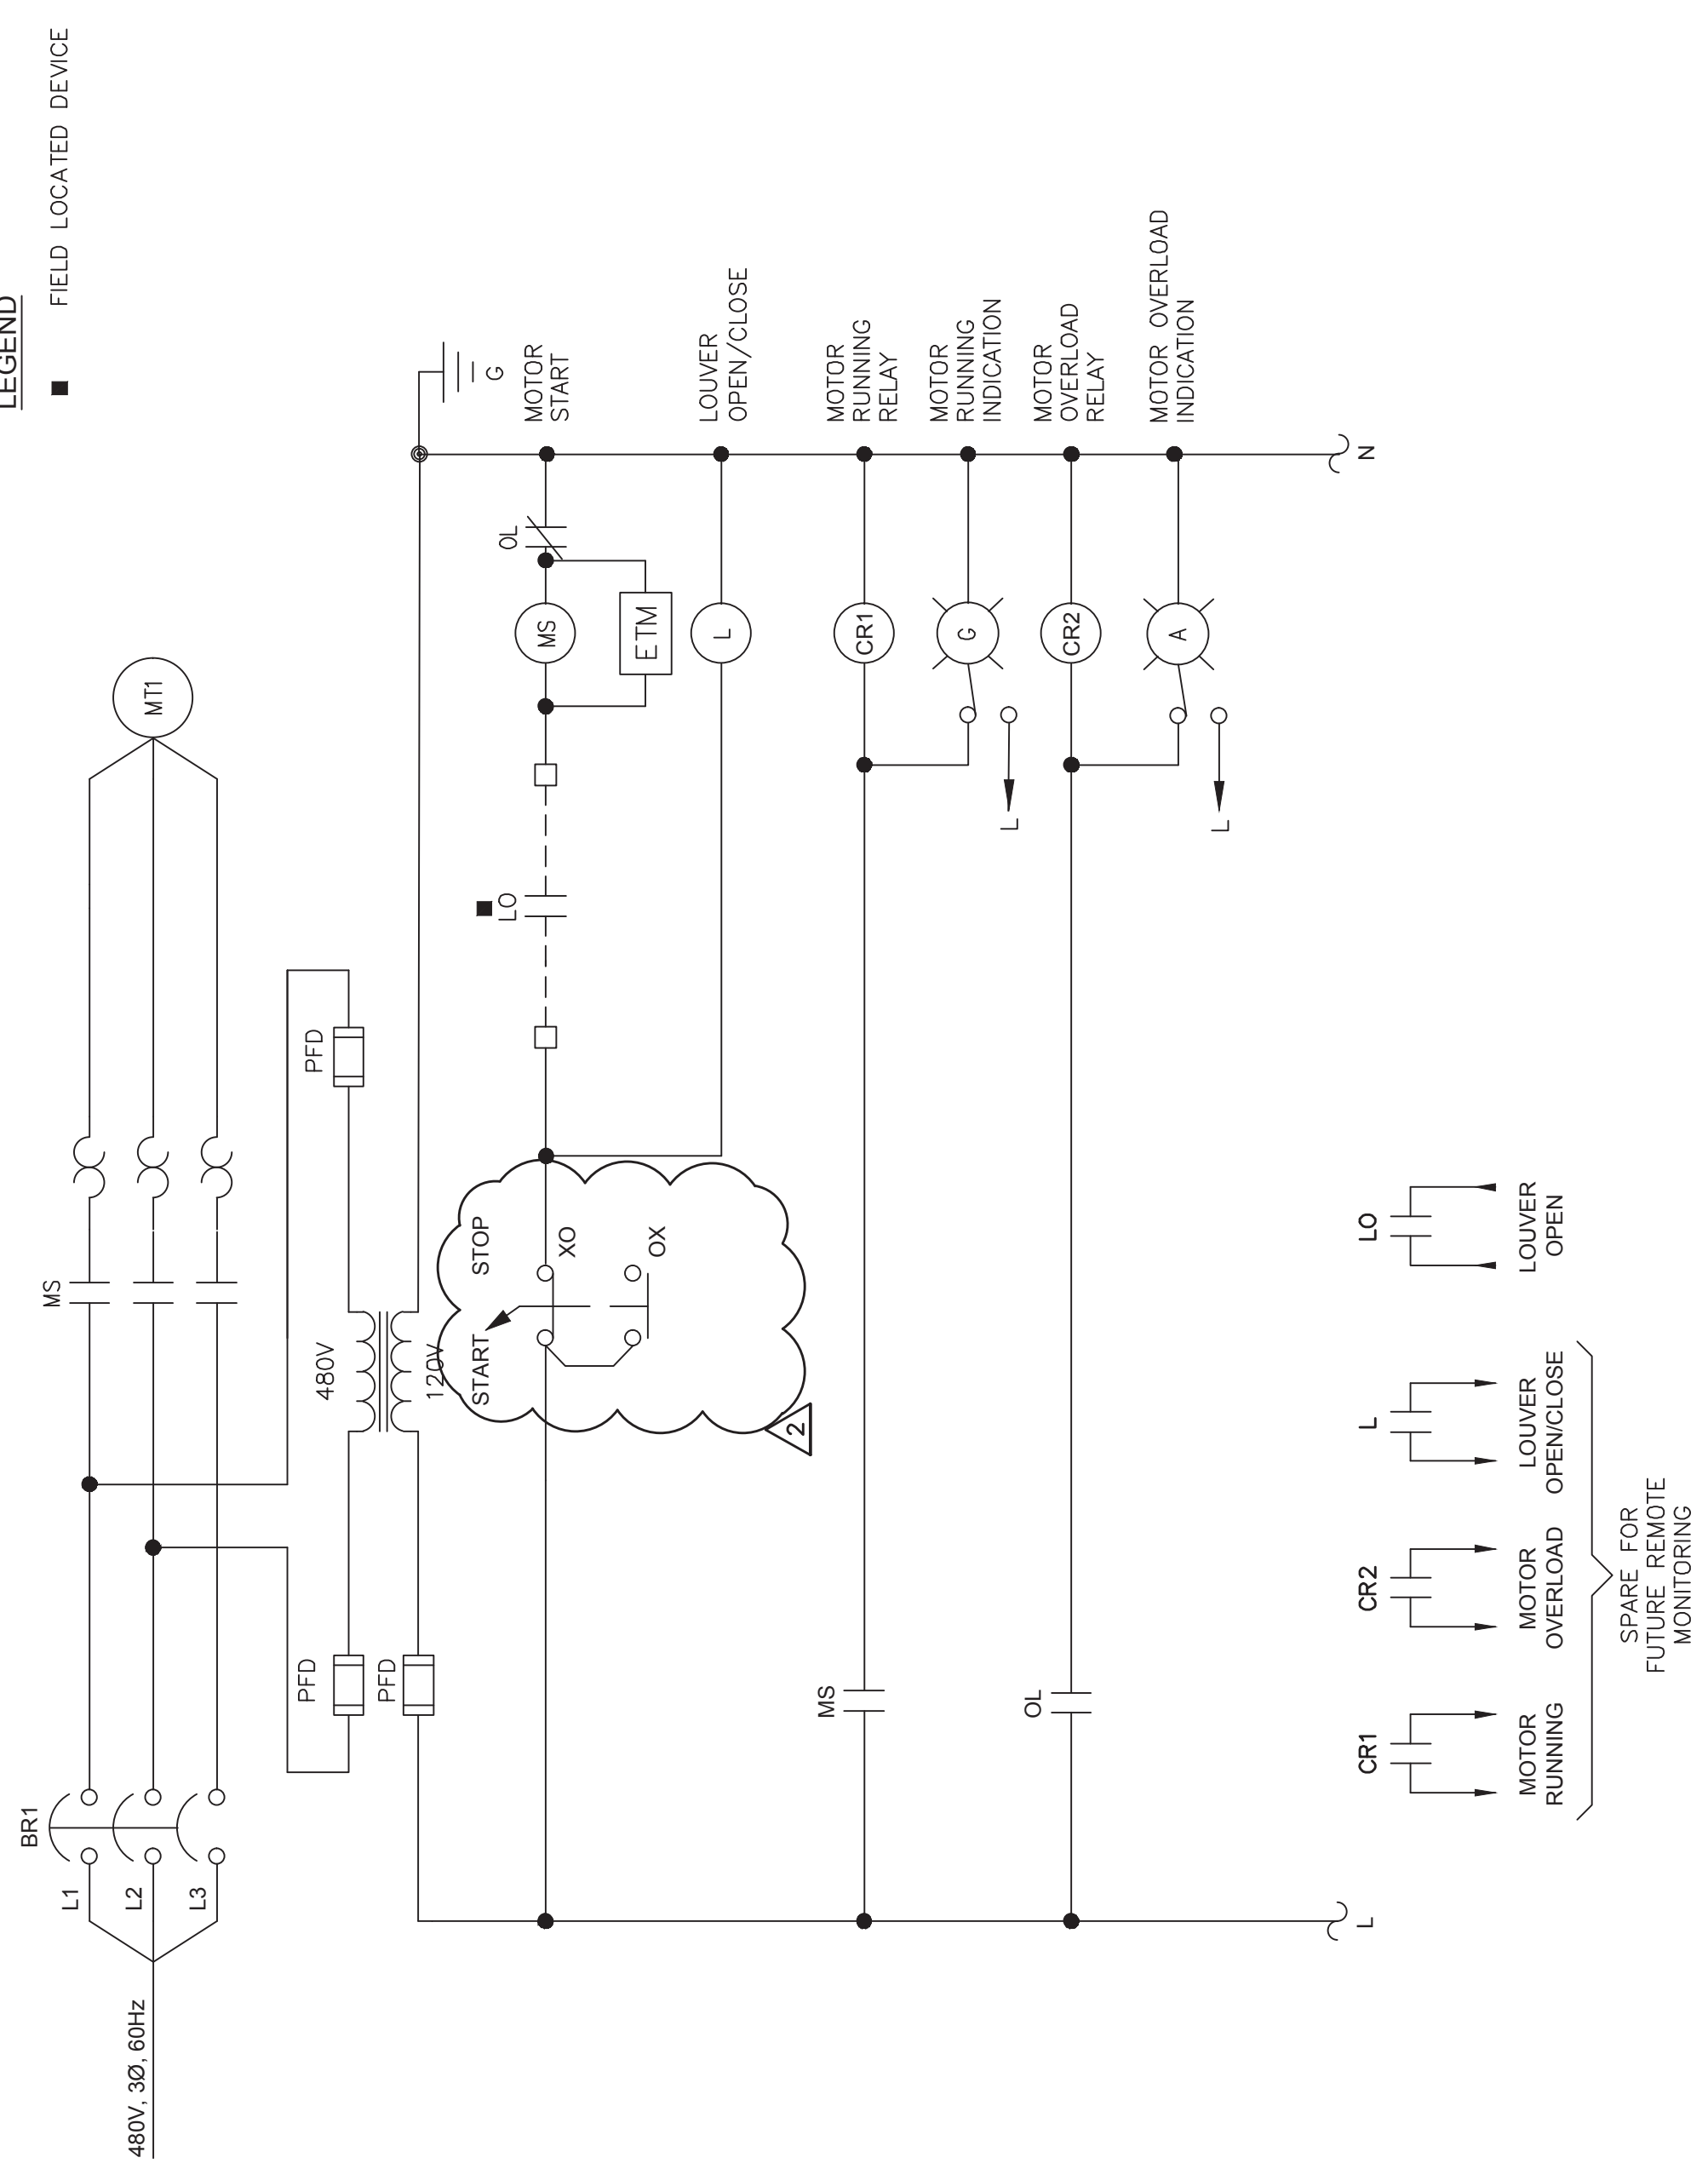 LEGEND
■ FIELD LOCATED DEVICE
480V, 3Ø, 60Hz
L1
L2
L3
BR1
MS
MT1
PFD
PFD
480V
PFD
120V
G
START
STOP
XO
OX
2
LO
MS
OL
ETM
MOTOR
START
L
LOUVER
OPEN/CLOSE
MS
CR1
MOTOR
RUNNING
RELAY
L
G
MOTOR
RUNNING
INDICATION
OL
CR2
MOTOR
OVERLOAD
RELAY
L
A
MOTOR OVERLOAD
INDICATION
L
N
CR1
MOTOR
RUNNING
CR2
MOTOR
OVERLOAD
L
LOUVER
OPEN/CLOSE
LO
LOUVER
OPEN
SPARE FOR
FUTURE REMOTE
MONITORING